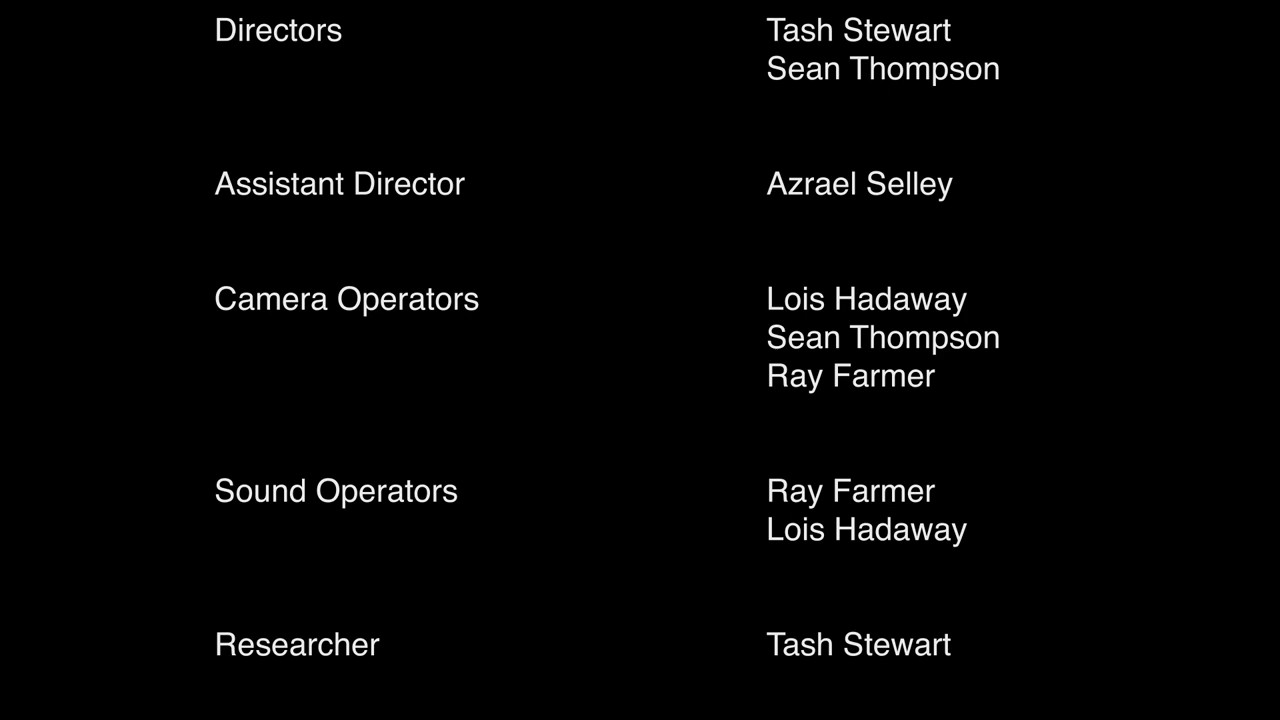 Directors Tash Stewart
Sean Thompson
Assistant Director Azrael Selley
Camera Operators Lois Hadaway
Sean Thompson
Ray Farmer
Sound Operators Ray Farmer
Lois Hadaway
Researcher Tash Stewart